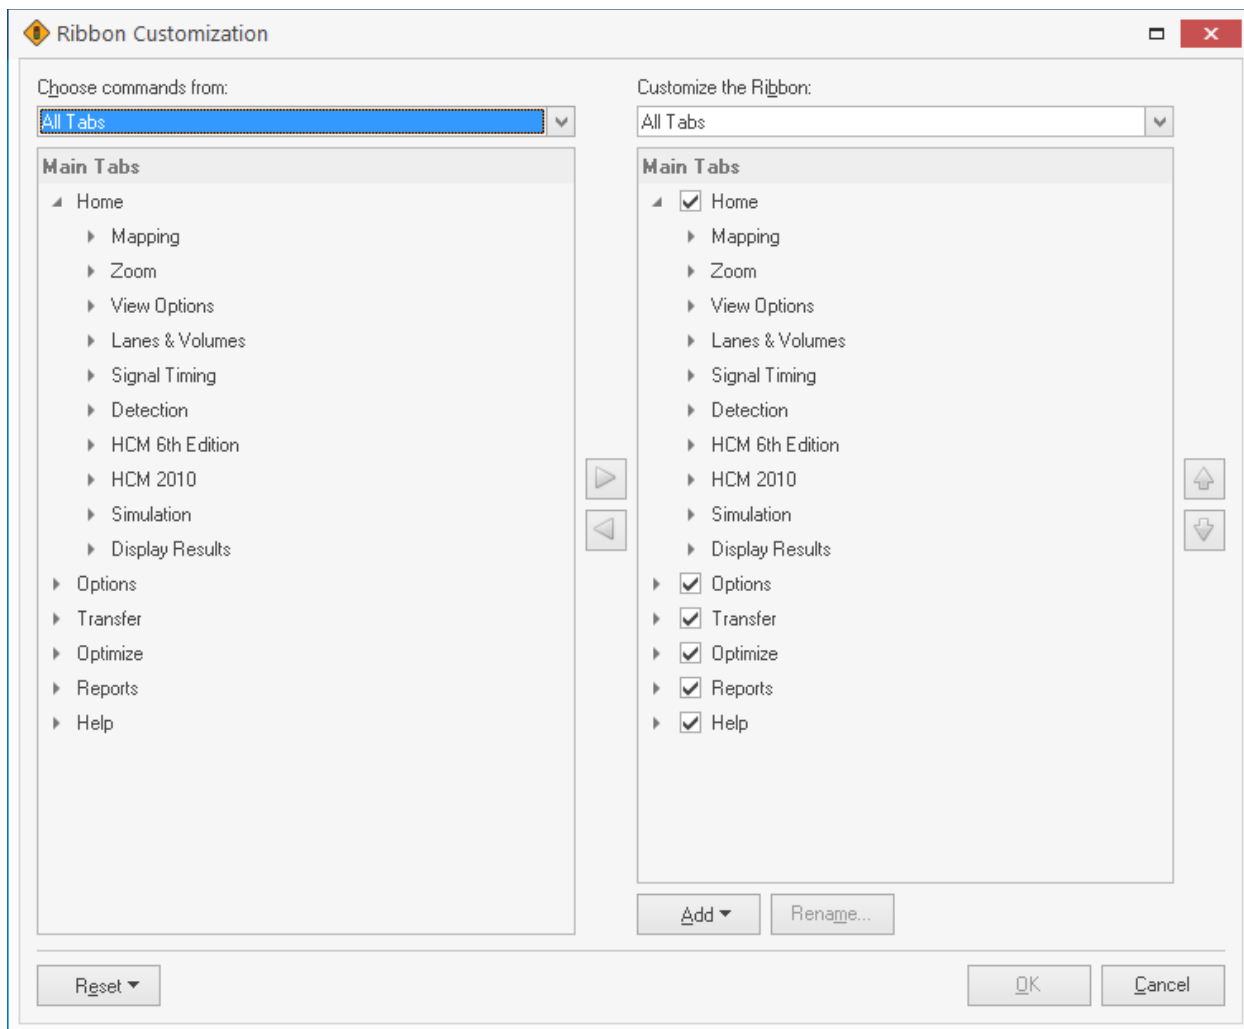 Ribbon Customization
Choose commands from:
All Tabs
Main Tabs
Home
Mapping
Zoom
View Options
Lanes & Volumes
Signal Timing
Detection
HCM 6th Edition
HCM 2010
Simulation
Display Results
Options
Transfer
Optimize
Reports
Help
Customize the Ribbon:
All Tabs
Main Tabs
Home
Mapping
Zoom
View Options
Lanes & Volumes
Signal Timing
Detection
HCM 6th Edition
HCM 2010
Simulation
Display Results
Options
Transfer
Optimize
Reports
Help
Add
Rename...
Reset
OK
Cancel